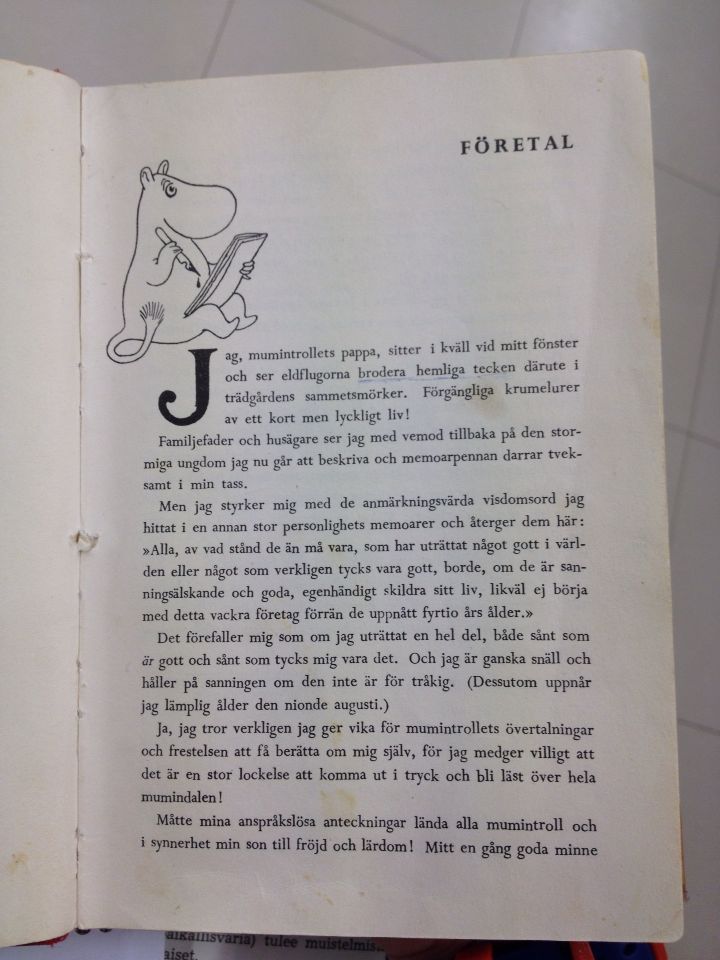 FÖRETAL
Jag, mumintrollets pappa, sitter i kväll vid mitt fönster
och ser eldflugorna brodera hemliga tecken därute i
trädgårdens sammetsmörker. Förgängliga krumelurer
av ett kort men lyckligt liv!
Familjefader och husägare ser jag med vemod tillbaka på den stor-
miga ungdom jag nu går att beskriva och memoarpennan darrar tvek-
samt i min tass.
Men jag styrker mig med de anmärkningsvärda visdomsord jag
hittat i en annan stor personlighets memoarer och återger dem här:
»Alla, av vad stånd de än må vara, som har uträttat något gott i värl-
den eller något som verkligen tycks vara gott, borde, om de är san-
ningsälskande och goda, egenhändigt skildra sitt liv, likväl ej börja
med detta vackra företag förrän de uppnått fyrtio års ålder.»
Det förefaller mig som om jag uträttat en hel del, både sånt som
är gott och sånt som tycks mig vara det. Och jag är ganska snäll och
håller på sanningen om den inte är för tråkig. (Dessutom uppnår
jag lämplig ålder den nionde augusti.)
Ja, jag tror verkligen jag ger vika för mumintrollets övertalningar
och frestelsen att få berätta om mig själv, för jag medger villigt att
det är en stor lockelse att komma ut i tryck och bli läst över hela
mumindalen!
Måtte mina anspråkslösa anteckningar lända alla mumintroll och
i synnerhet min son till fröjd och lärdom! Mitt en gång goda minne
tulee muistelmis